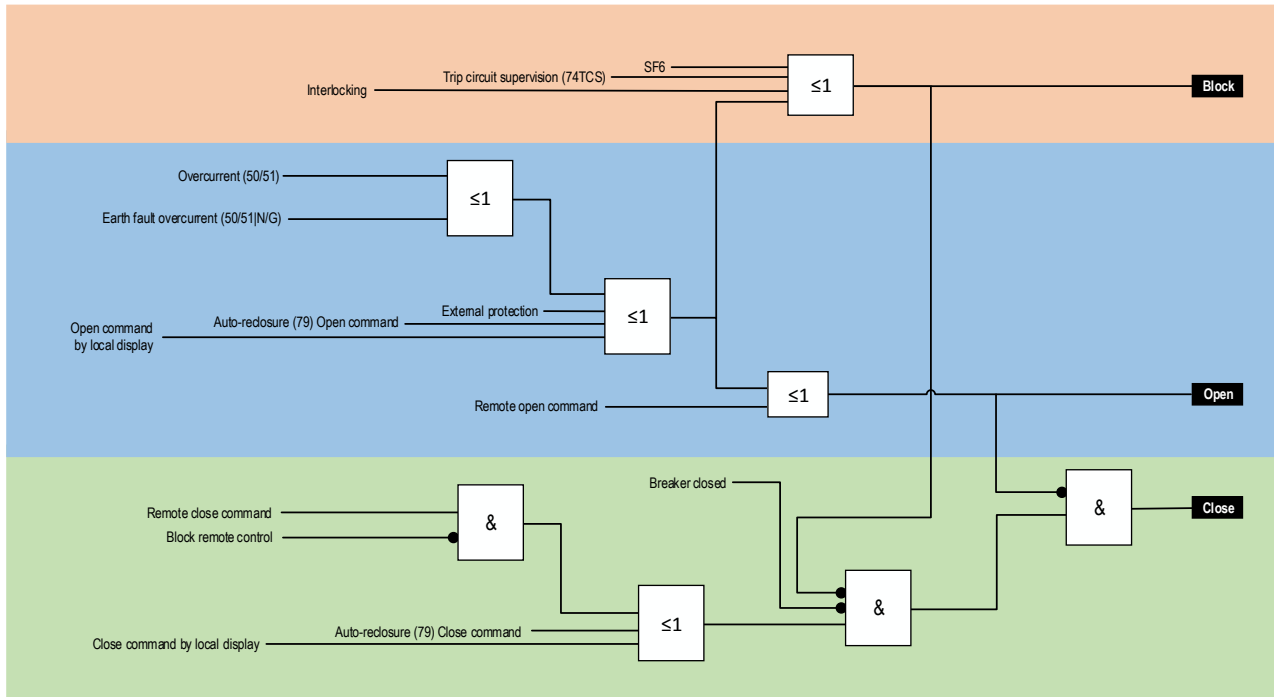 SF6
Trip circuit supervision (74TCS)
Interlocking
≤1
Block
Overcurrent (50/51)
≤1
Earth fault overcurrent (50/51|N/G)
External protection
≤1
Auto-reclosure (79) Open command
Open command
by local display
≤1
Remote open command
Open
Breaker closed
Remote close command
&
Block remote control
&
Close
&
≤1
Auto-reclosure (79) Close command
Close command by local display